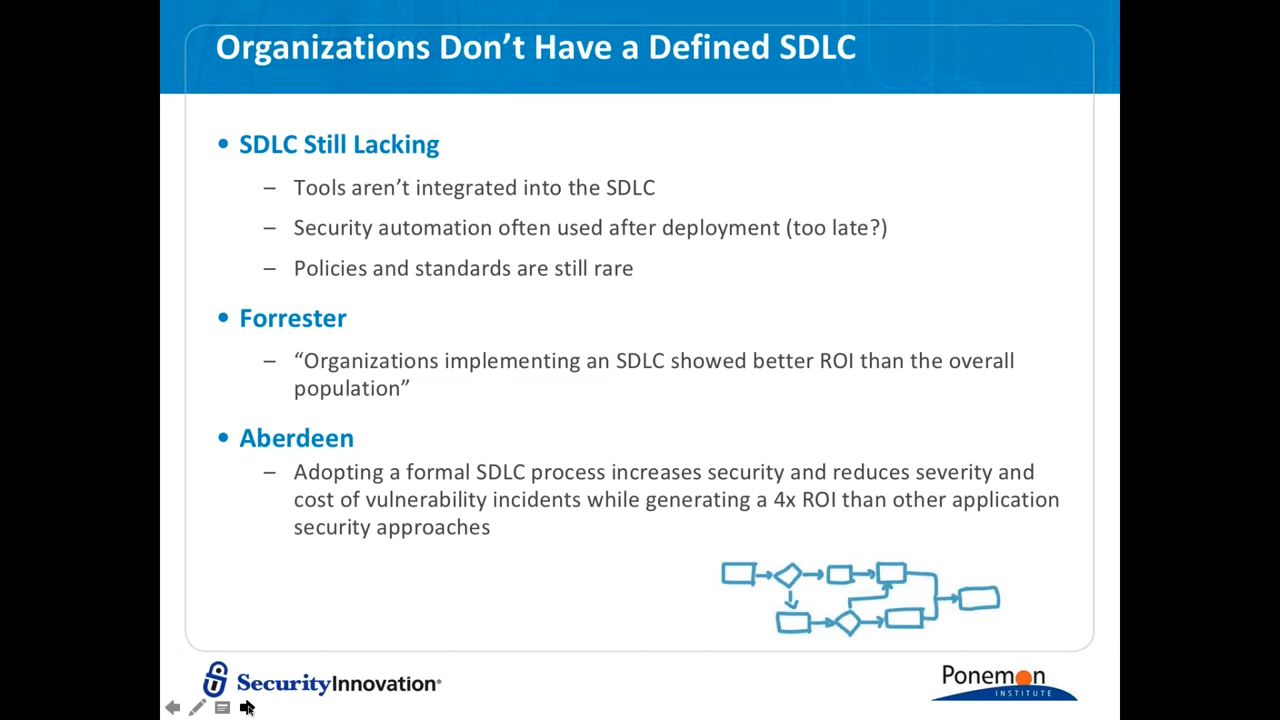 Organizations Don’t Have a Defined SDLC
• SDLC Still Lacking
– Tools aren’t integrated into the SDLC
– Security automation often used after deployment (too late?)
– Policies and standards are still rare
• Forrester
– “Organizations implementing an SDLC showed better ROI than the overall
population”
• Aberdeen
– Adopting a formal SDLC process increases security and reduces severity and
cost of vulnerability incidents while generating a 4x ROI than other application
security approaches
SecurityInnovation®
Ponemon
INSTITUTE